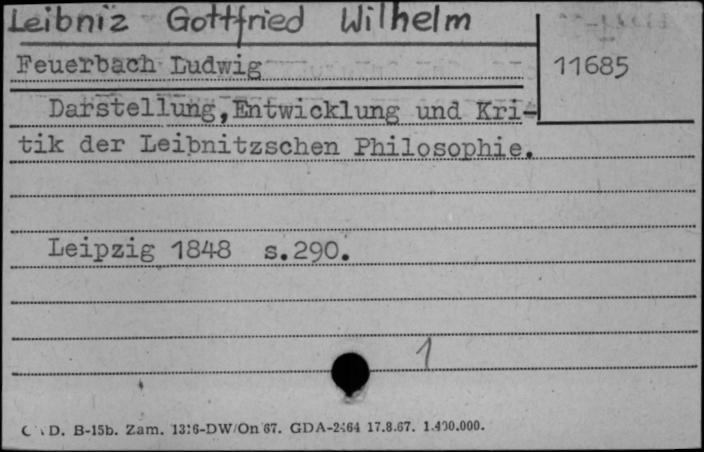 Leibniz Gottfried Wilhelm
Feuerbach Ludwig
11685
Darstellung, Entwicklung und Kri-
tik der Leibnitzschen Philosophie.
Leipzig 1848 s.290.
1
D. B-15b. Zam. 1316-DW/On 67. GDA-2464 17.8.67. 1.400.000.